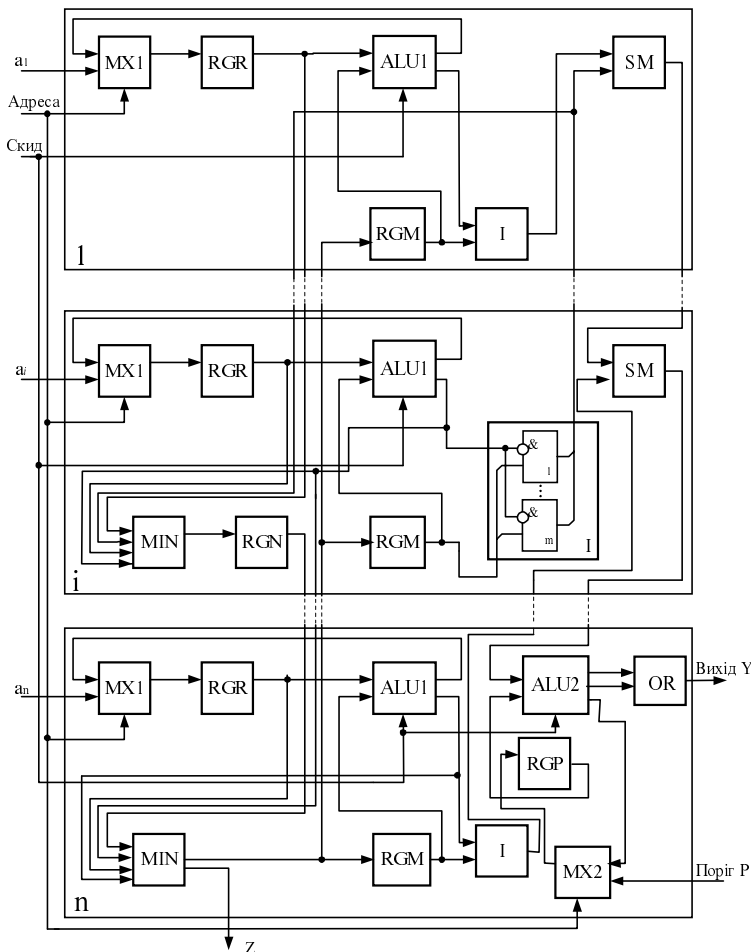 a1 MX1 RGR ALU1 SM
Адреса
Скид
RGM I
1
ai MX1 RGR ALU1 SM
&
1
&
MIN RGN RGM m I
i
an MX1 RGR ALU1 ALU2 OR Вихід Y
RGP
MIN RGM I MX2 Поріг P
n
Z